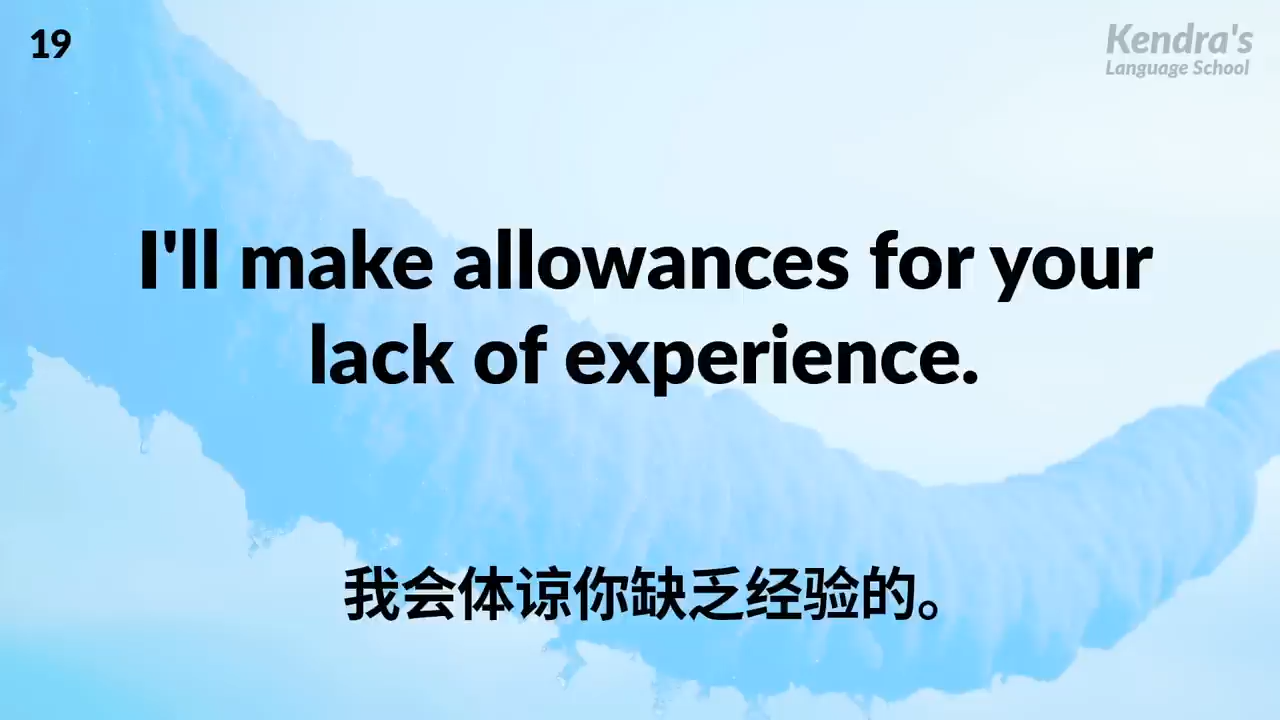 19
Kendra's
Language School
I'll make allowances for your
lack of experience.
我会体谅你缺乏经验的。